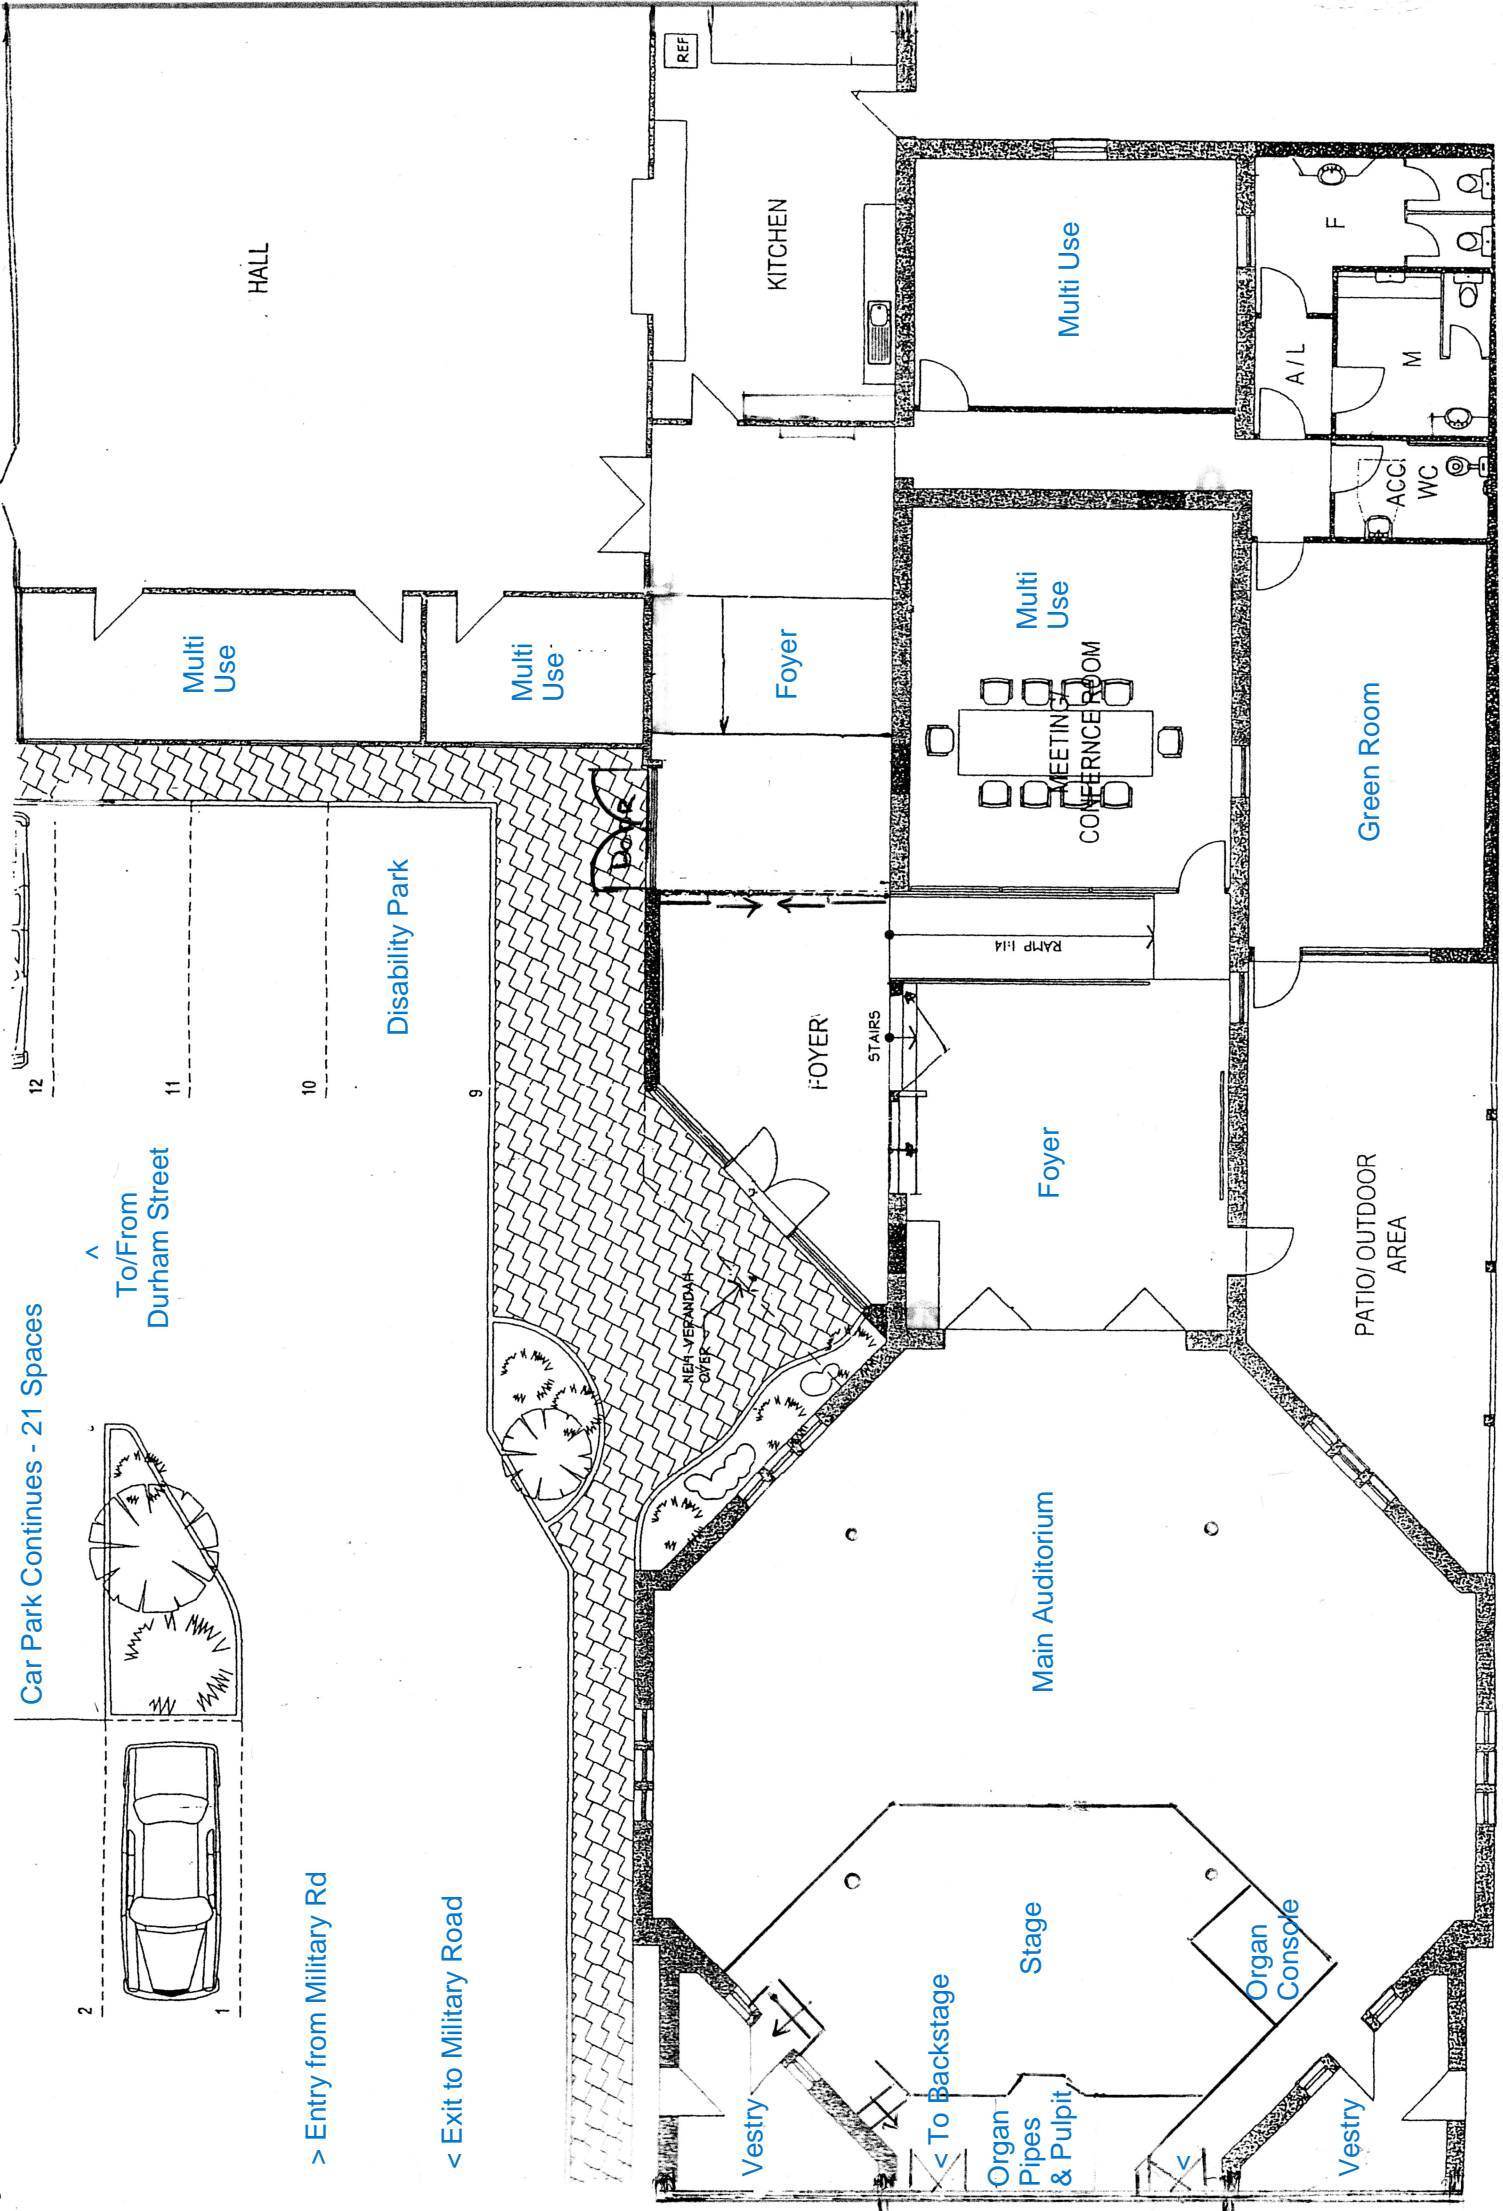 Car Park Continues - 21 Spaces
^
To/From
Durham Street
> Entry from Military Rd
< Exit to Military Road
Disability Park
2
1
12
11
10
9
HALL
Multi
Use
Multi
Use
REF
KITCHEN
Foyer
DOOR
FOYER
NEW VERANDAH
OVER
STAIRS
RAMP 1:14
Multi Use
Multi
Use
MEETING/
CONFERNCE ROOM
Foyer
F
A/L
M
ACC.
WC
Green Room
PATIO/OUTDOOR
AREA
Main Auditorium
Stage
Organ
Console
< To Backstage
Organ
Pipes
& Pulpit
<
Vestry
Vestry